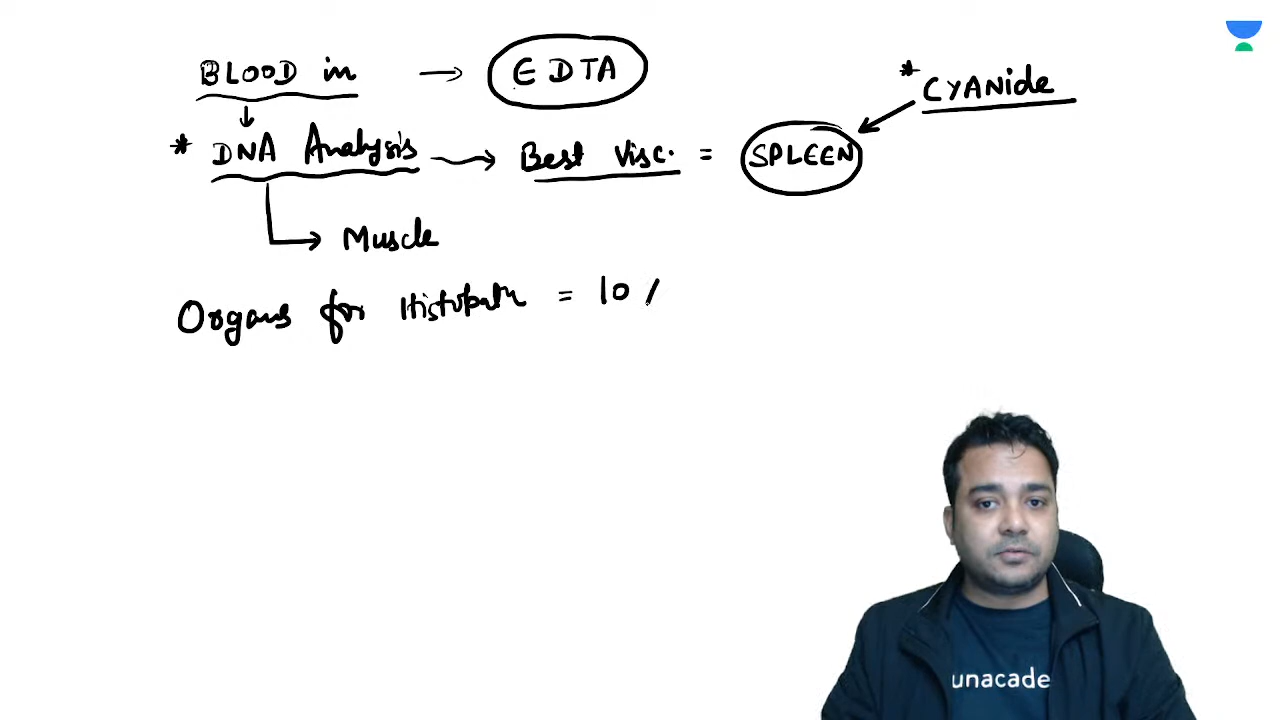 BLOOD in → EDTA
* CYANide
* DNA Analysis → Best Visc. = SPLEEN
Muscle
Organs for Histopath = 10 /
unacade